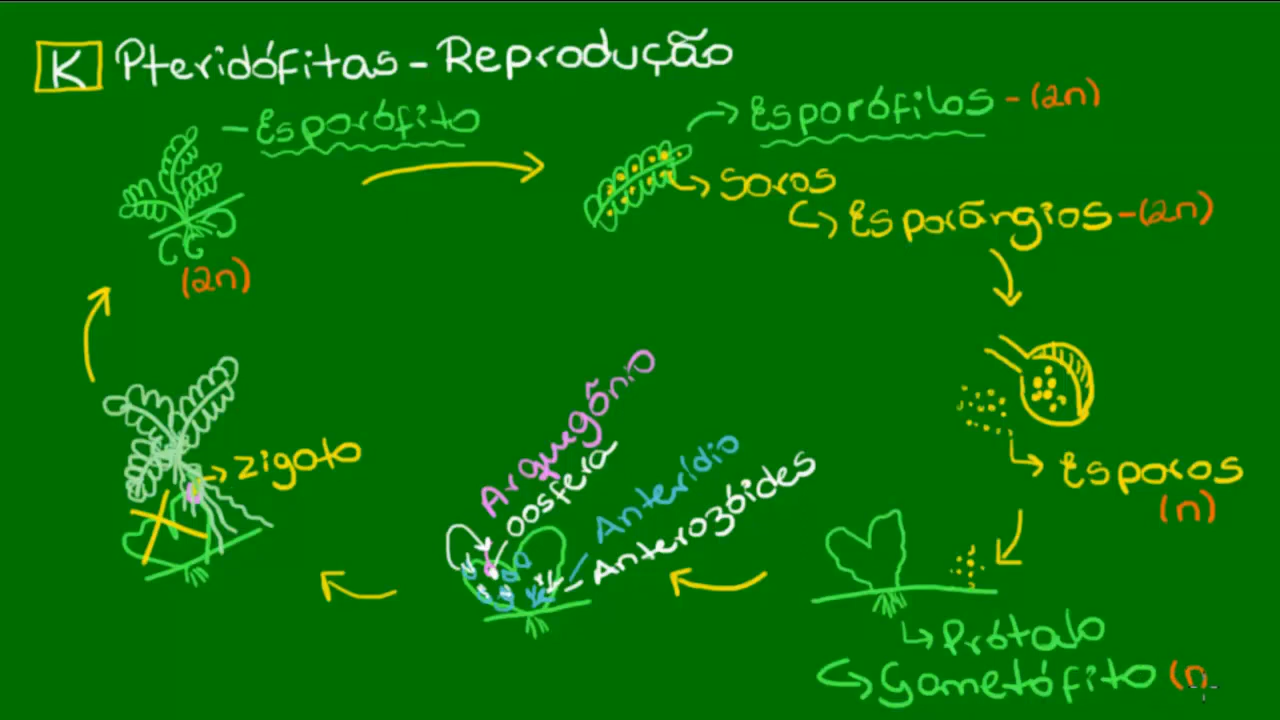 K Pteridófitas - Reprodução
- Esporófito
Esporófilos - (2n)
Soros
Esporângios - (2n)
(2n)
Esporos
(n)
Arquegônio
oosfera
Anterídio
Anterozóides
zigoto
Prótalo
Gametófito (n